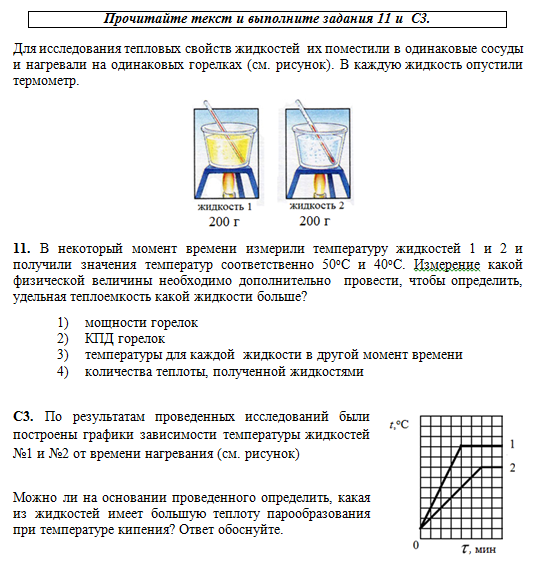 Прочитайте текст и выполните задания 11 и С3.
Для исследования тепловых свойств жидкостей их поместили в одинаковые сосуды
и нагревали на одинаковых горелках (см. рисунок). В каждую жидкость опустили
термометр.
жидкость 1 жидкость 2
200 г 200 г
11. В некоторый момент времени измерили температуру жидкостей 1 и 2 и
получили значения температур соответственно 50ºС и 40ºС. Измерение какой
физической величины необходимо дополнительно провести, чтобы определить,
удельная теплоемкость какой жидкости больше?
1) мощности горелок
2) КПД горелок
3) температуры для каждой жидкости в другой момент времени
4) количества теплоты, полученной жидкостями
С3. По результатам проведенных исследований были
построены графики зависимости температуры жидкостей
№1 и №2 от времени нагревания (см. рисунок)
Можно ли на основании проведенного определить, какая
из жидкостей имеет большую теплоту парообразования
при температуре кипения? Ответ обоснуйте.
t,ºС
1
2
0
τ, мин